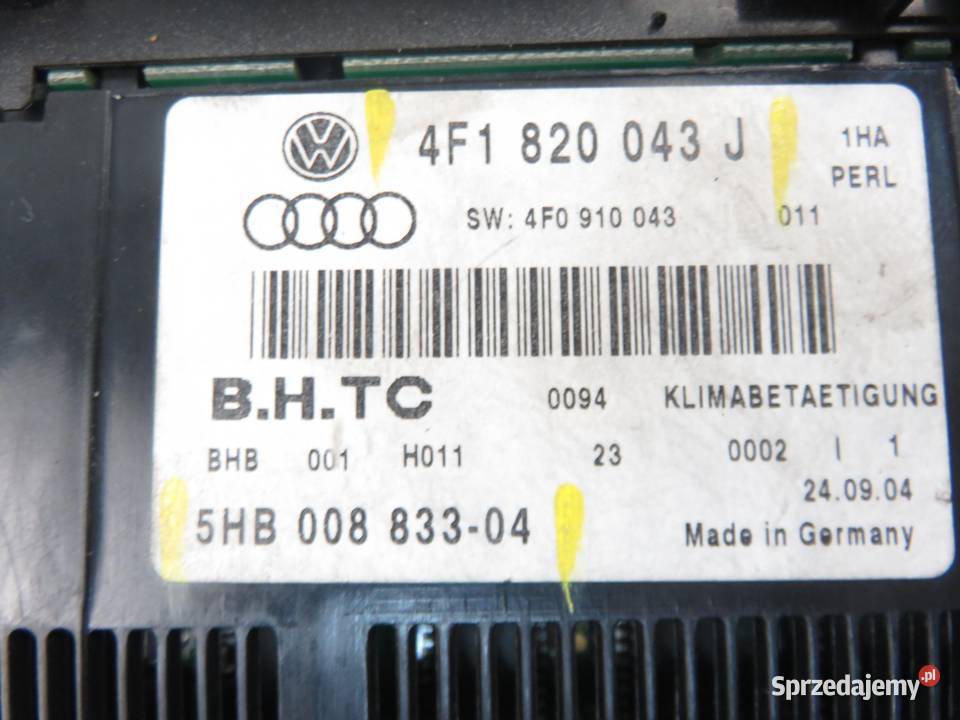 4F1 820 043 J 1HA
PERL
SW: 4F0 910 043 011
B.H.TC 0094 KLIMABETAETIGUNG
BHB 001 H011 23 0002 I 1
24.09.04
5HB 008 833-04 Made in Germany
Sprzedajemy.pl